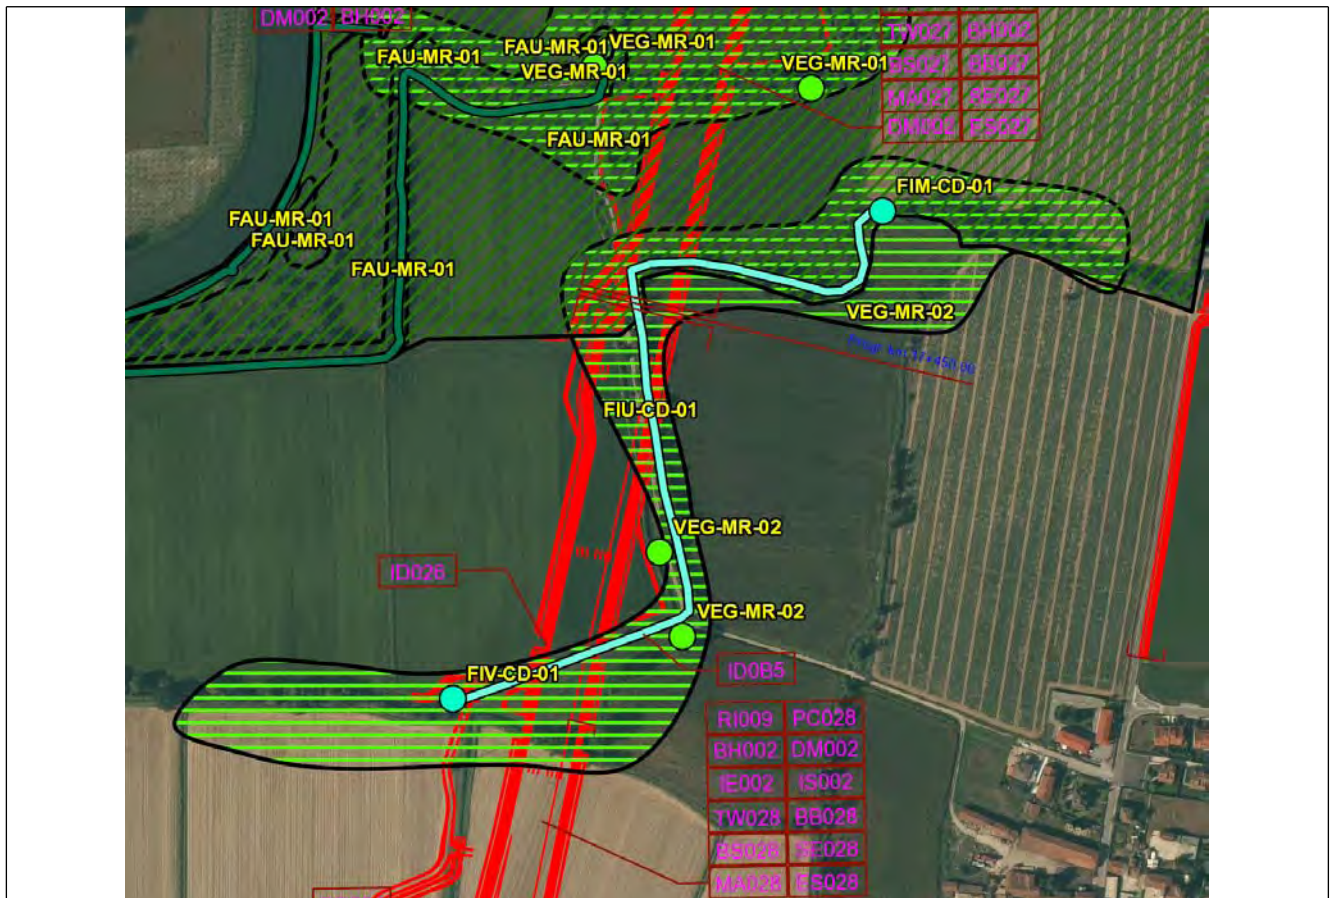 DM002 BH002
TW027 BH002
FAU-MR-01 VEG-MR-01
FAU-MR-01
VEG-MR-01
VEG-MR-01
MA027 SE027
DM002 ES027
FAU-MR-01
FIM-CD-01
FAU-MR-01
FAU-MR-01
FAU-MR-01
VEG-MR-02
FIU-CD-01
VEG-MR-02
ID026
VEG-MR-02
ID0B5
FIV-CD-01
RI009 PC028
BH002 DM002
IE002 IS002
TW028 BB028
BS028 SE028
MA028 ES028